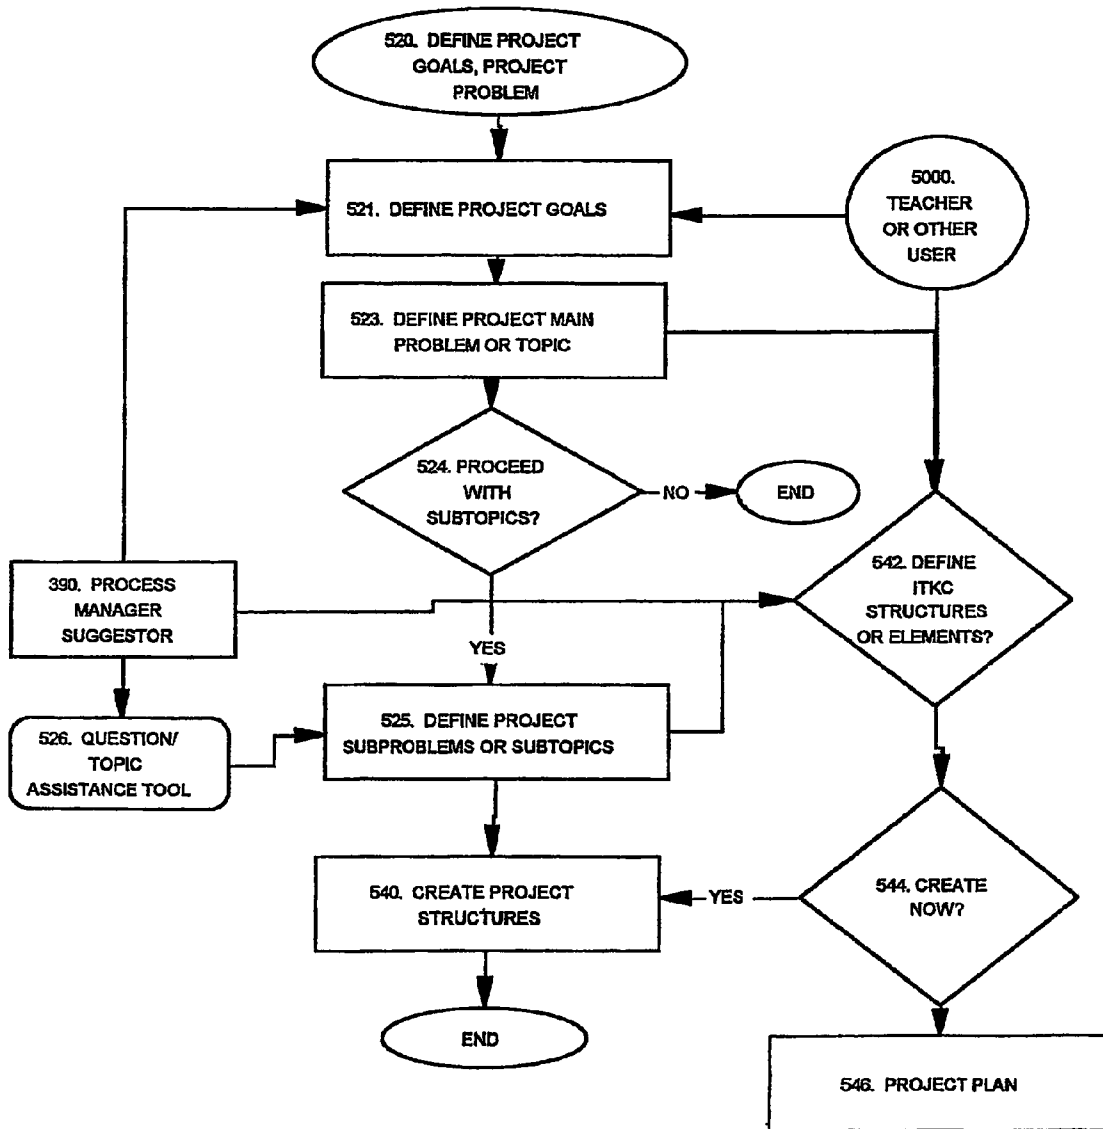 520. DEFINE PROJECT
GOALS, PROJECT
PROBLEM
521. DEFINE PROJECT GOALS
5000.
TEACHER
OR OTHER
USER
523. DEFINE PROJECT MAIN
PROBLEM OR TOPIC
524. PROCEED
WITH
SUBTOPICS?
NO
END
390. PROCESS
MANAGER
SUGGESTOR
542. DEFINE
ITKC
STRUCTURES
OR ELEMENTS?
YES
526. QUESTION/
TOPIC
ASSISTANCE TOOL
525. DEFINE PROJECT
SUBPROBLEMS OR SUBTOPICS
540. CREATE PROJECT
STRUCTURES
YES
544. CREATE
NOW?
END
546. PROJECT PLAN